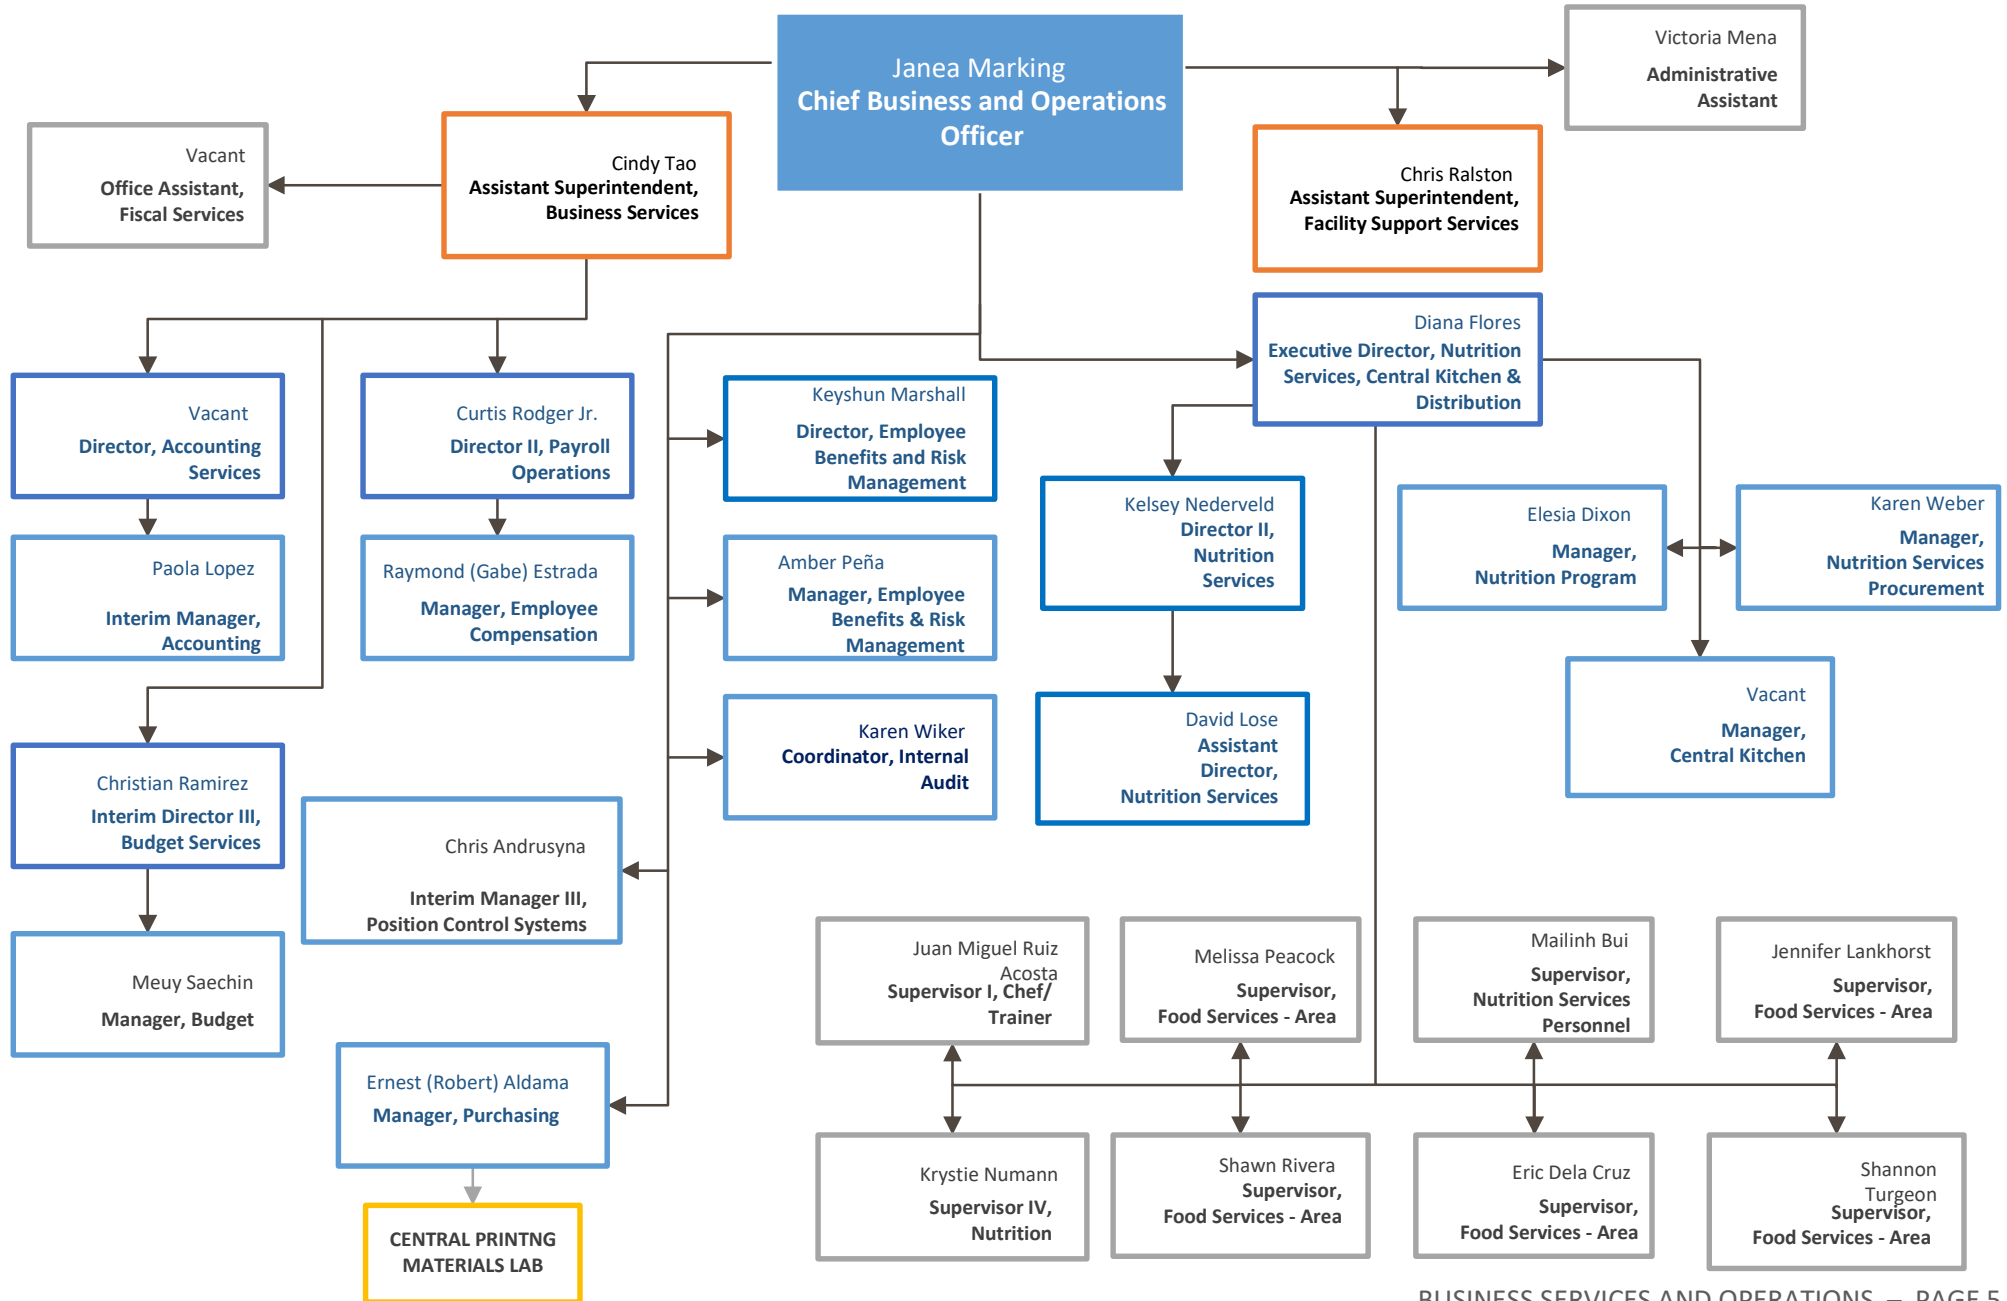 Janea Marking
Chief Business and Operations
Officer
Victoria Mena
Administrative
Assistant
Vacant
Office Assistant,
Fiscal Services
Cindy Tao
Assistant Superintendent,
Business Services
Chris Ralston
Assistant Superintendent,
Facility Support Services
Diana Flores
Executive Director, Nutrition
Services, Central Kitchen &
Distribution
Vacant
Director, Accounting
Services
Curtis Rodger Jr.
Director II, Payroll
Operations
Keyshun Marshall
Director, Employee
Benefits and Risk
Management
Kelsey Nederveld
Director II,
Nutrition
Services
Elesia Dixon
Manager,
Nutrition Program
Karen Weber
Manager,
Nutrition Services
Procurement
Paola Lopez
Interim Manager,
Accounting
Raymond (Gabe) Estrada
Manager, Employee
Compensation
Amber Peña
Manager, Employee
Benefits & Risk
Management
Vacant
Manager,
Central Kitchen
David Lose
Assistant
Director,
Nutrition Services
Karen Wiker
Coordinator, Internal
Audit
Christian Ramirez
Interim Director III,
Budget Services
Chris Andrusyna
Interim Manager III,
Position Control Systems
Meuy Saechin
Manager, Budget
Juan Miguel Ruiz
Acosta
Supervisor I, Chef/
Trainer
Melissa Peacock
Supervisor,
Food Services - Area
Mailinh Bui
Supervisor,
Nutrition Services
Personnel
Jennifer Lankhorst
Supervisor,
Food Services - Area
Ernest (Robert) Aldama
Manager, Purchasing
Krystie Numann
Supervisor IV,
Nutrition
Shawn Rivera
Supervisor,
Food Services - Area
Eric Dela Cruz
Supervisor,
Food Services - Area
Shannon
Turgeon
Supervisor,
Food Services - Area
CENTRAL PRINTNG
MATERIALS LAB
BUSINESS SERVICES AND OPERATIONS – PAGE 5